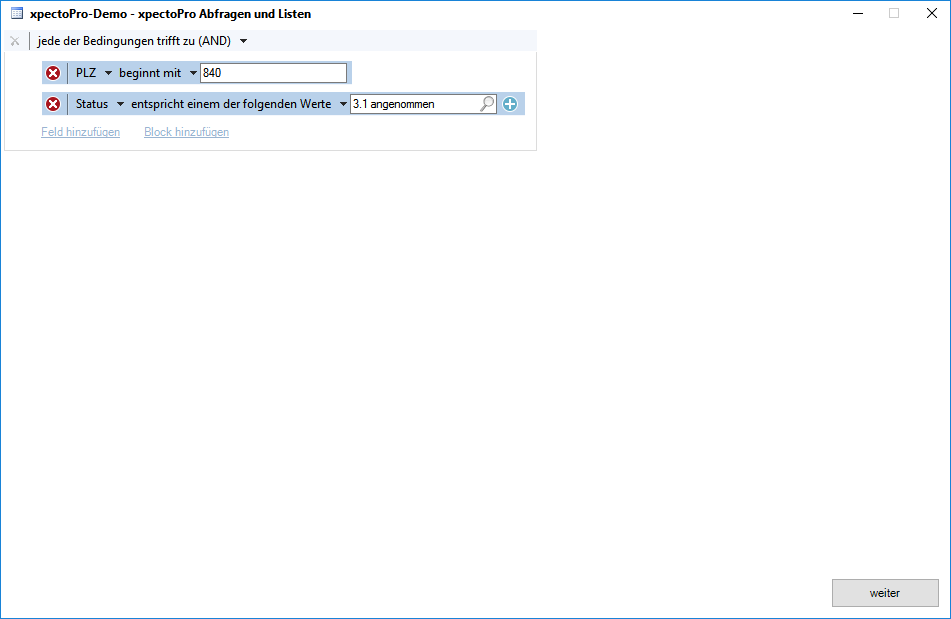 xpectoPro-Demo - xpectoPro Abfragen und Listen
jede der Bedingungen trifft zu (AND)
PLZ beginnt mit 840
Status entspricht einem der folgenden Werte 3.1 angenommen
Feld hinzufügen Block hinzufügen
weiter